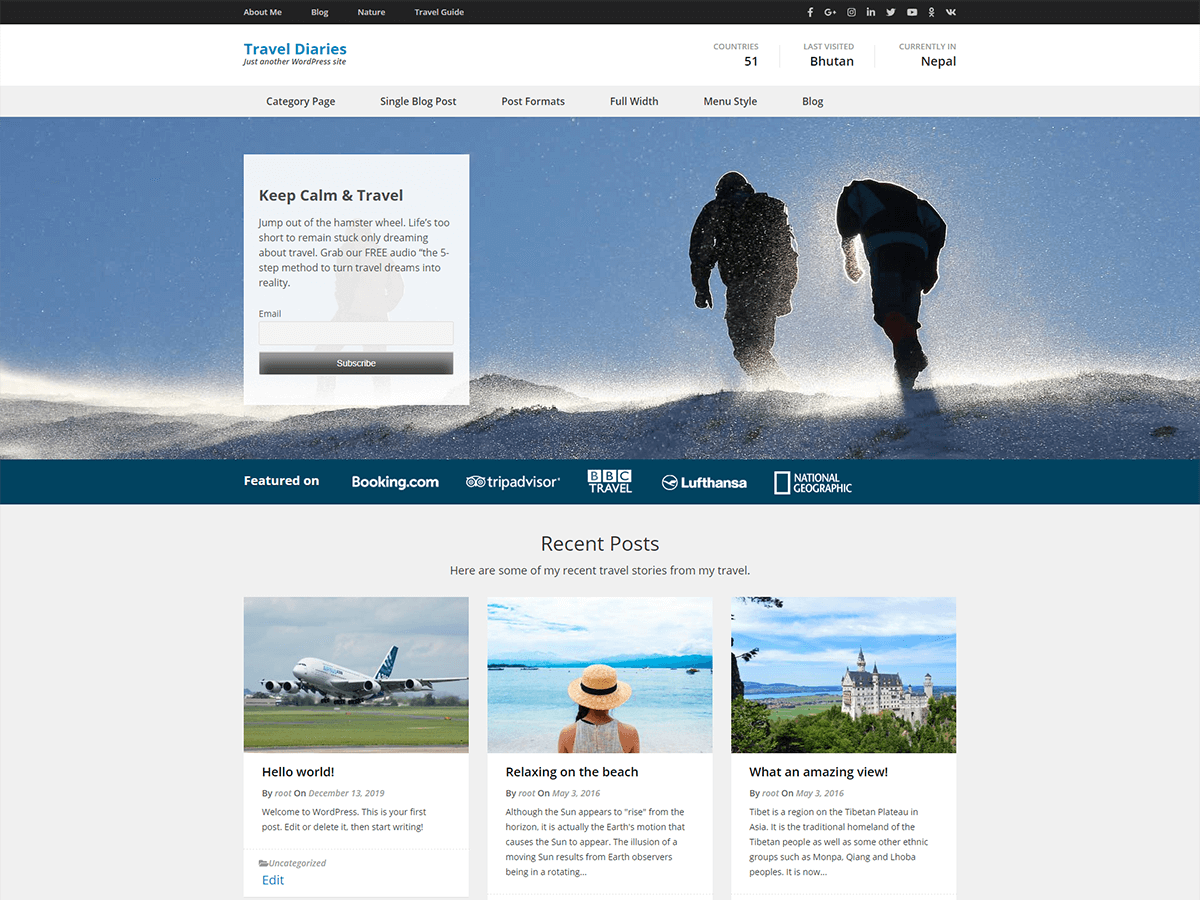 About Me Blog Nature Travel Guide
Travel Diaries
Just another WordPress site
COUNTRIES
51
LAST VISITED
Bhutan
CURRENTLY IN
Nepal
Category Page Single Blog Post Post Formats Full Width Menu Style Blog
Keep Calm & Travel
Jump out of the hamster wheel. Life's too
short to remain stuck only dreaming
about travel. Grab our FREE audio "the 5-
step method to turn travel dreams into
reality.
Email
Subscribe
Featured on Booking.com tripadvisor
BBC
TRAVEL
Lufthansa
NATIONAL
GEOGRAPHIC
Recent Posts
Here are some of my recent travel stories from my travel.
Hello world!
By root On December 13, 2019
Welcome to WordPress. This is your first
post. Edit or delete it, then start writing!
Uncategorized
Edit
Relaxing on the beach
By root On May 3, 2016
Although the Sun appears to "rise" from the
horizon, it is actually the Earth's motion that
causes the Sun to appear. The illusion of a
moving Sun results from Earth observers
being in a rotating...
What an amazing view!
By root On May 3, 2016
Tibet is a region on the Tibetan Plateau in
Asia. It is the traditional homeland of the
Tibetan people as well as some other ethnic
groups such as Monpa, Qiang and Lhoba
peoples. It is now...